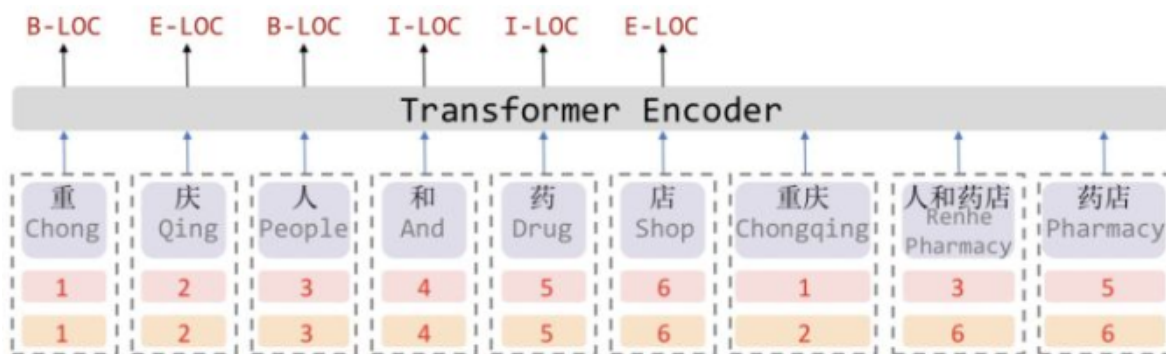 B-LOC E-LOC B-LOC I-LOC I-LOC E-LOC
Transformer Encoder
重 庆 人 和 药 店 重庆 人和药店 药店
Chong Qing People And Drug Shop Chongqing Renhe Pharmacy Pharmacy
1 2 3 4 5 6 1 3 5
1 2 3 4 5 6 2 6 6